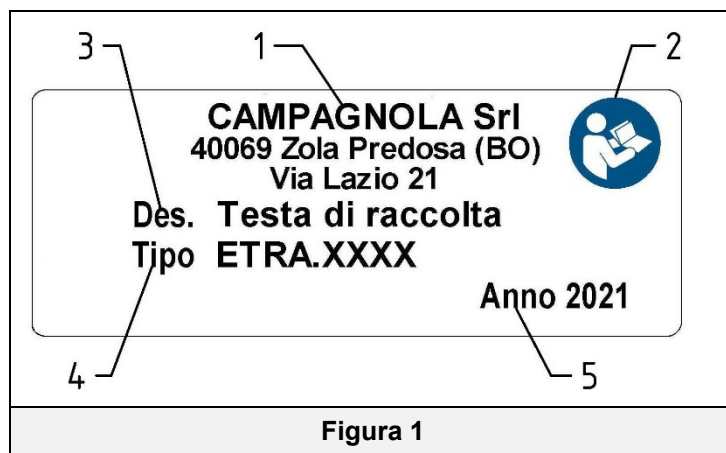 3 1 2
CAMPAGNOLA Srl
40069 Zola Predosa (BO)
Via Lazio 21
Des. Testa di raccolta
Tipo ETRA.XXXX
Anno 2021
4 5
Figura 1